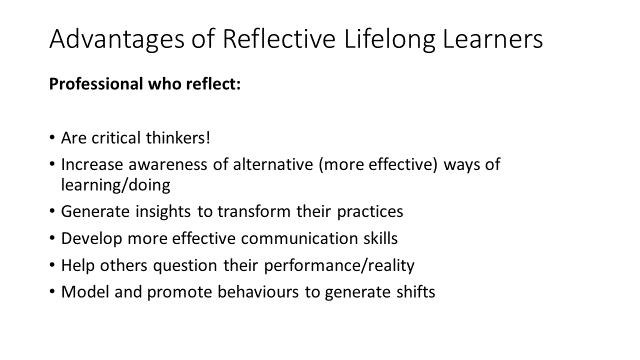 Advantages of Reflective Lifelong Learners
Professional who reflect:
• Are critical thinkers!
• Increase awareness of alternative (more effective) ways of
learning/doing
• Generate insights to transform their practices
• Develop more effective communication skills
• Help others question their performance/reality
• Model and promote behaviours to generate shifts